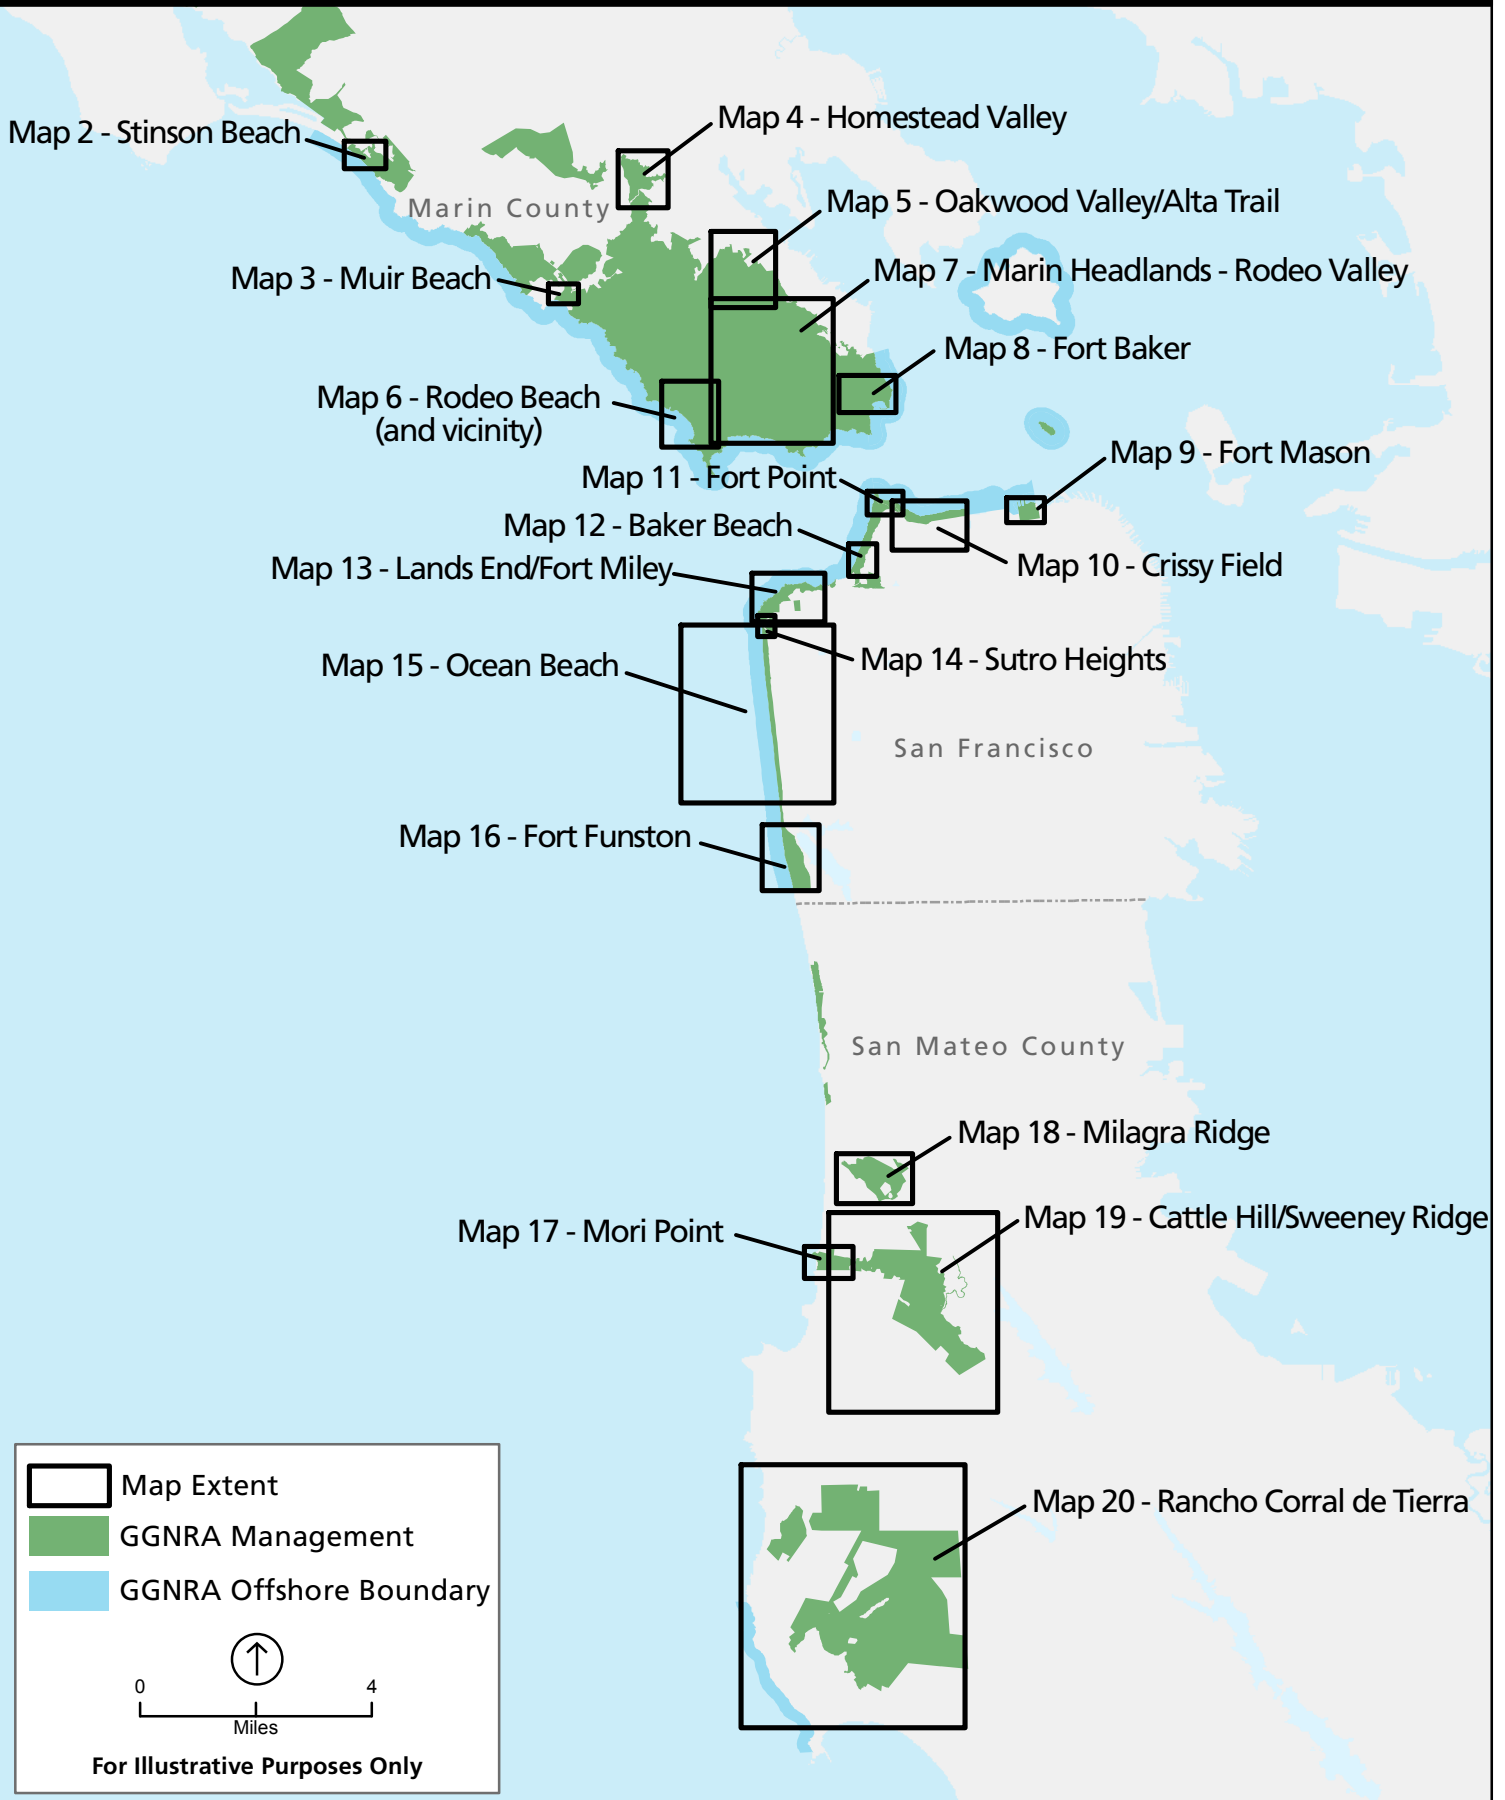 Map 2 - Stinson Beach
Map 4 - Homestead Valley
Marin County
Map 5 - Oakwood Valley/Alta Trail
Map 3 - Muir Beach
Map 7 - Marin Headlands - Rodeo Valley
Map 8 - Fort Baker
Map 6 - Rodeo Beach
(and vicinity)
Map 9 - Fort Mason
Map 11 - Fort Point
Map 12 - Baker Beach
Map 10 - Crissy Field
Map 13 - Lands End/Fort Miley
Map 14 - Sutro Heights
Map 15 - Ocean Beach
San Francisco
Map 16 - Fort Funston
San Mateo County
Map 18 - Milagra Ridge
Map 17 - Mori Point
Map 19 - Cattle Hill/Sweeney Ridge
Map 20 - Rancho Corral de Tierra
Map Extent
GGNRA Management
GGNRA Offshore Boundary
0 4
Miles
For Illustrative Purposes Only